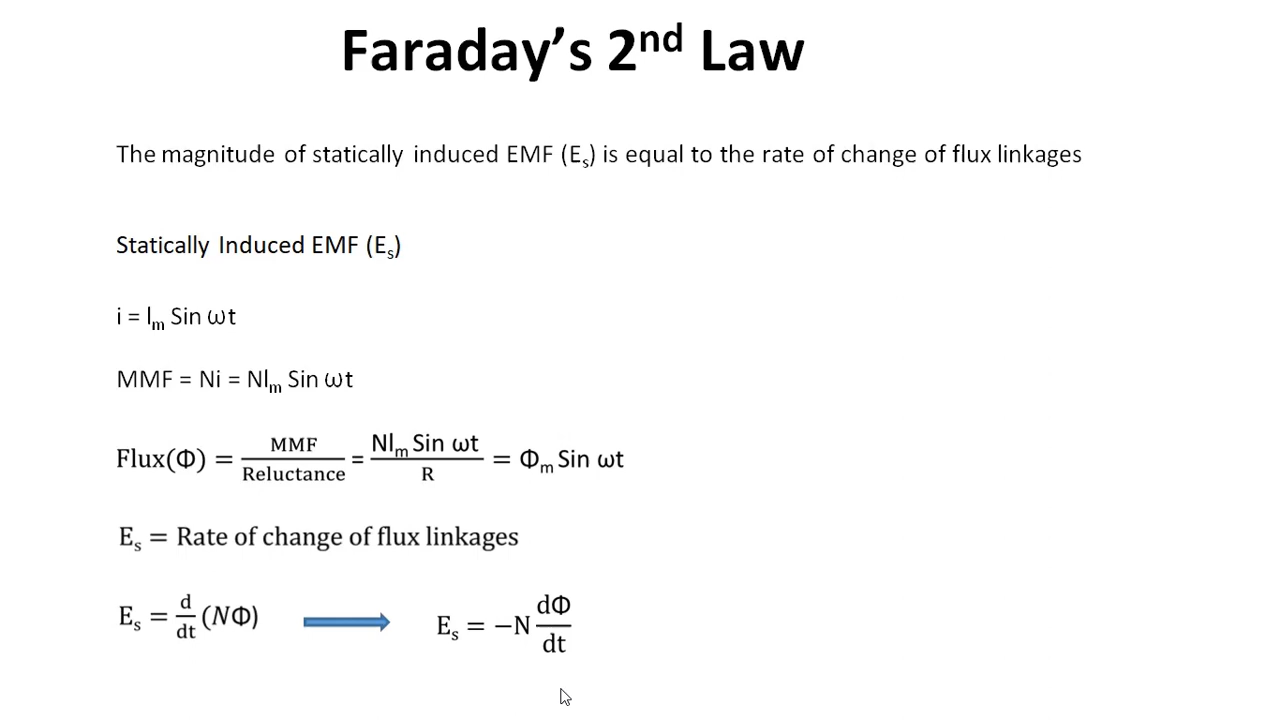 Faraday's 2nd Law
The magnitude of statically induced EMF (Es) is equal to the rate of change of flux linkages
Statically Induced EMF (Es)
i = Im Sin ωt
MMF = Ni = NIm Sin ωt
Flux(Φ) = MMF/Reluctance = NIm Sin ωt/R = Φm Sin ωt
Es = Rate of change of flux linkages
Es = d/dt (NΦ) Es = −N dΦ/dt